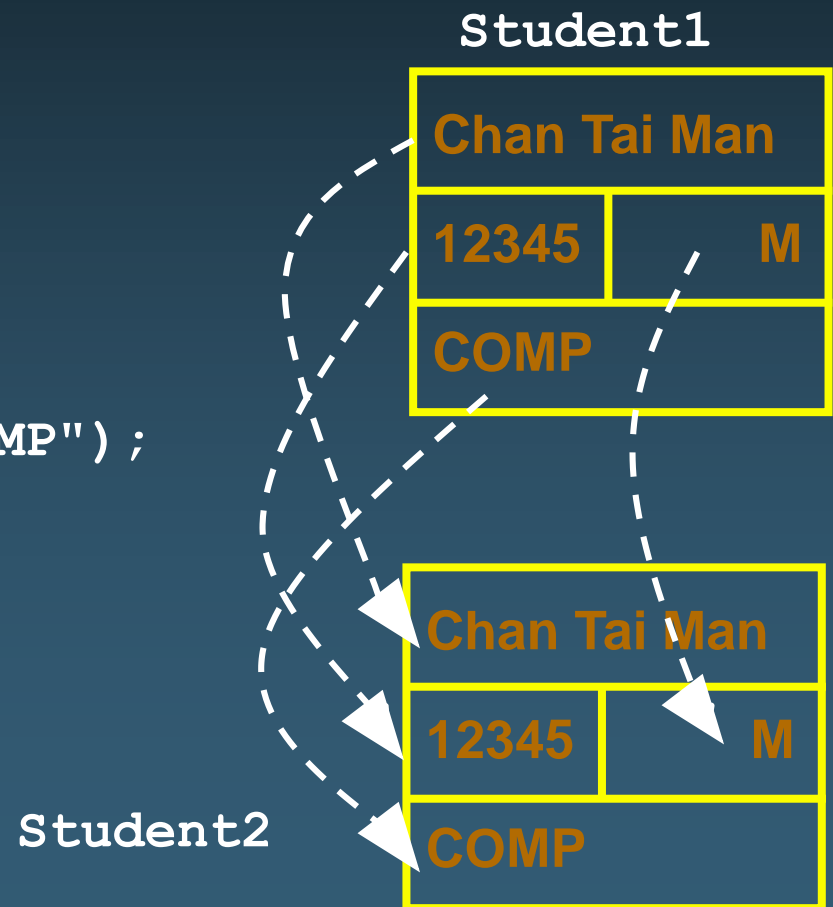 Student1
Chan Tai Man
12345 M
COMP
MP");
Chan Tai Man
12345 M
Student2
COMP